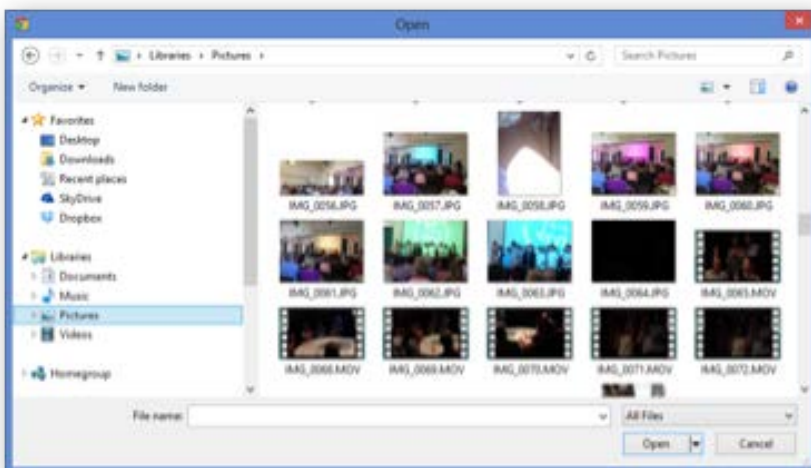 Open
Libraries Pictures
Search Pictures
Organize New folder
Favorites
Desktop
Downloads
Recent places
SkyDrive
Dropbox
Libraries
Documents
Music
Pictures
Videos
Homegroup
IMG_0056.JPG IMG_0057.JPG IMG_0058.JPG IMG_0059.JPG IMG_0060.JPG
IMG_0061.JPG IMG_0062.JPG IMG_0063.JPG IMG_0064.JPG IMG_0065.MOV
IMG_0068.MOV IMG_0069.MOV IMG_0070.MOV IMG_0071.MOV IMG_0072.MOV
File name: All Files
Open Cancel